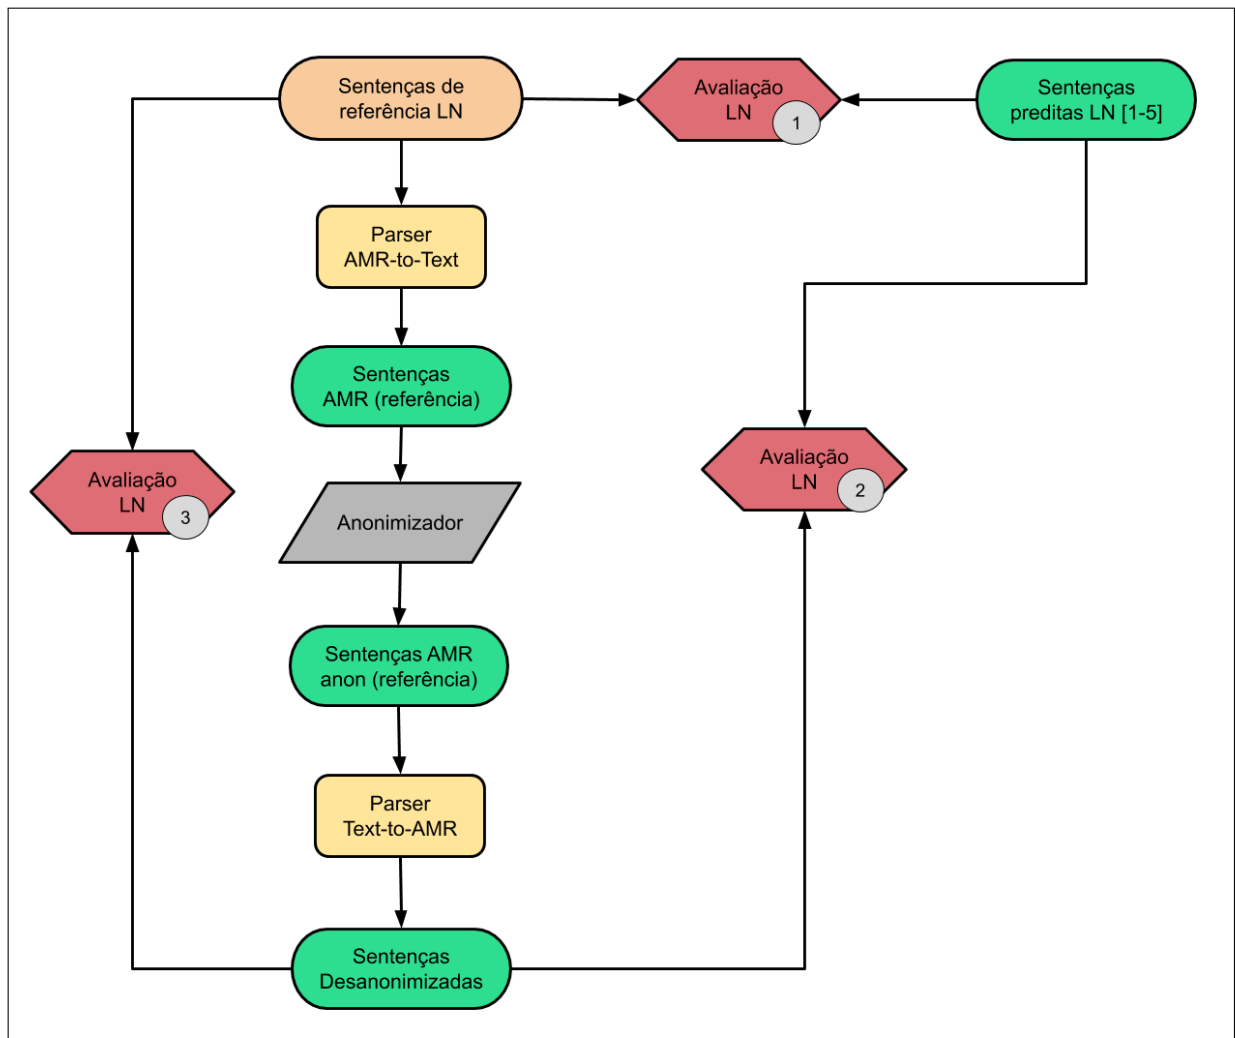 Sentenças de
referência LN
Avaliação
LN
1
Sentenças
preditas LN [1-5]
Parser
AMR-to-Text
Sentenças
AMR (referência)
Avaliação
LN
3
Avaliação
LN
2
Anonimizador
Sentenças AMR
anon (referência)
Parser
Text-to-AMR
Sentenças
Desanonimizadas